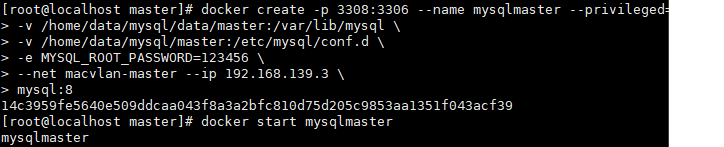 [root@localhost master]# docker create -p 3308:3306 --name mysqlmaster --privileged=
> -v /home/data/mysql/data/master:/var/lib/mysql \
> -v /home/data/mysql/master:/etc/mysql/conf.d \
> -e MYSQL_ROOT_PASSWORD=123456 \
> --net macvlan-master --ip 192.168.139.3 \
> mysql:8
14c3959fe5640e509ddcaa043f8a3a2bfc810d75d205c9853aa1351f043acf39
[root@localhost master]# docker start mysqlmaster
mysqlmaster